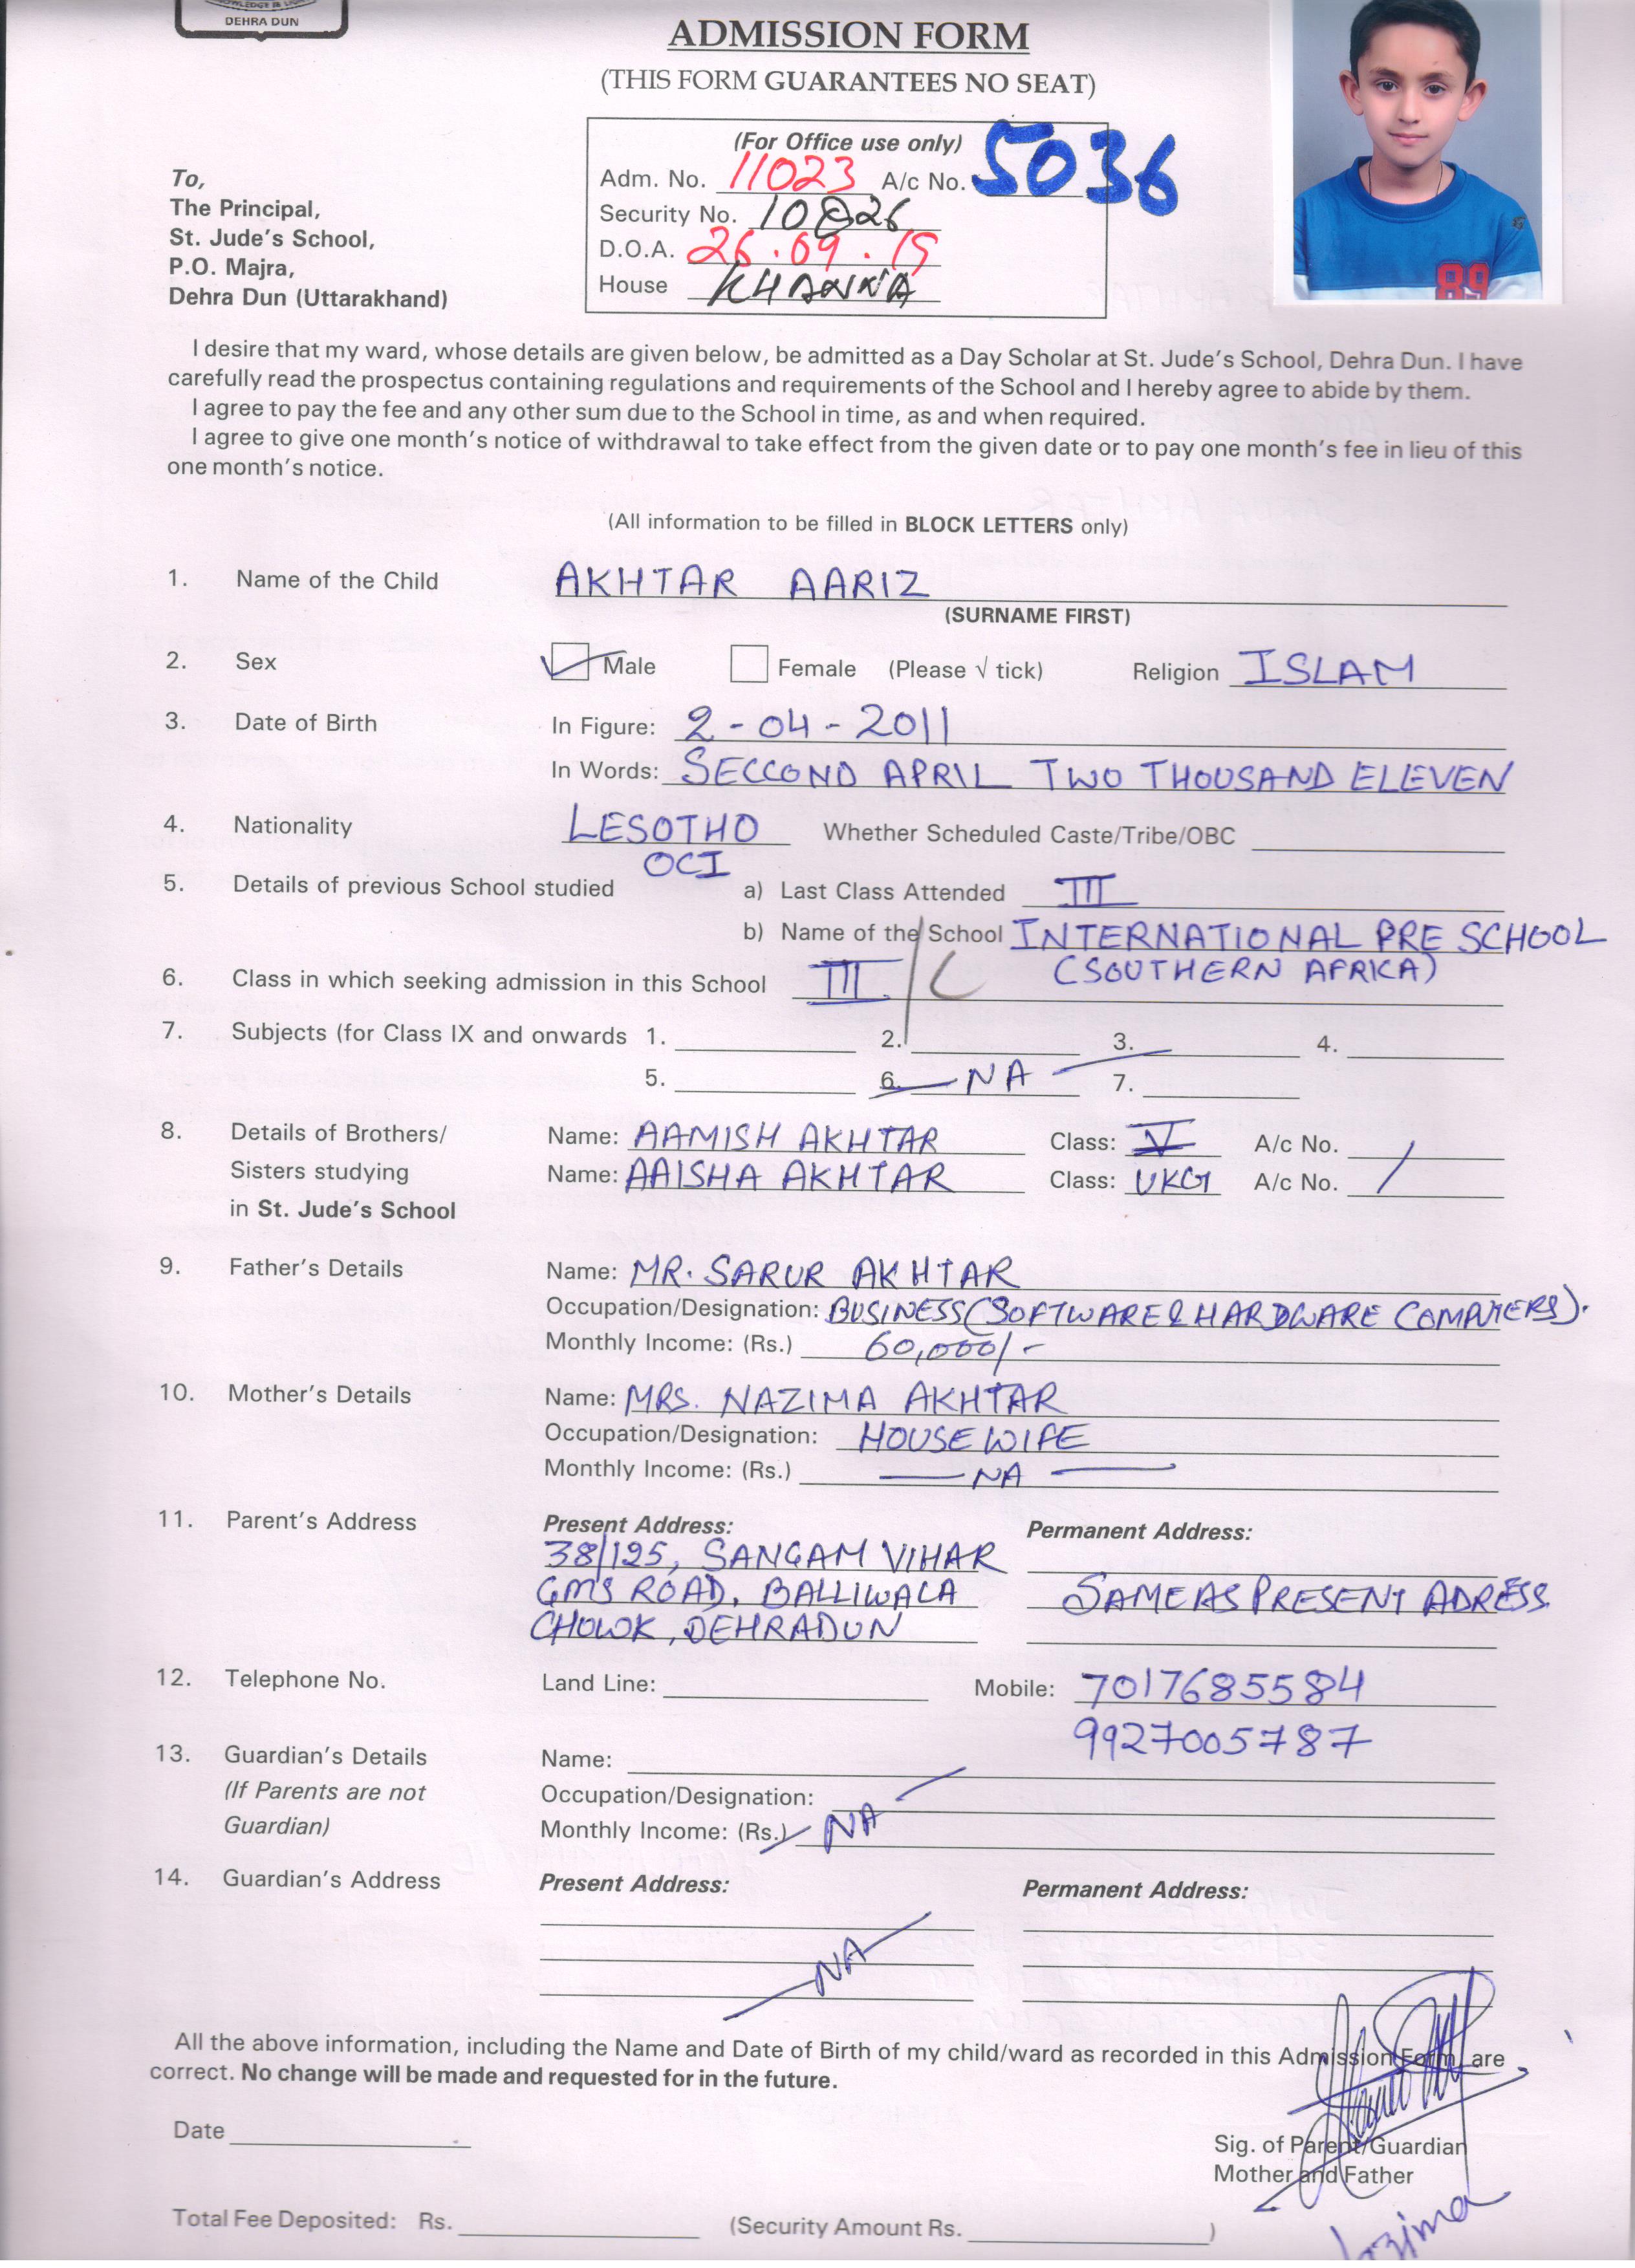 DEHRA DUN
ADMISSION FORM
(THIS FORM GUARANTEES NO SEAT)
(For Office use only)
Adm. No. 11023 A/c No. 5036
Security No.
D.O.A. 26.09.19
House KHANNA
To,
The Principal,
St. Jude's School,
P.O. Majra,
Dehra Dun (Uttarakhand)
89
I desire that my ward, whose details are given below, be admitted as a Day Scholar at St. Jude's School, Dehra Dun. I have
carefully read the prospectus containing regulations and requirements of the School and I hereby agree to abide by them.
I agree to pay the fee and any other sum due to the School in time, as and when required.
I agree to give one month's notice of withdrawal to take effect from the given date or to pay one month's fee in lieu of this
one month's notice.
(All information to be filled in BLOCK LETTERS only)
1. Name of the Child AKHTAR AARIZ
(SURNAME FIRST)
2. Sex Male Female (Please √ tick) Religion ISLAM
3. Date of Birth In Figure: 2-04-2011
In Words: SECCOND APRIL TWO THOUSAND ELEVEN
4. Nationality LESOTHO Whether Scheduled Caste/Tribe/OBC
OCI
5. Details of previous School studied a) Last Class Attended III
b) Name of the School INTERNATIONAL PRE SCHOOL
(SOUTHERN AFRICA)
6. Class in which seeking admission in this School III / C
7. Subjects (for Class IX and onwards 1. 2. 3. 4.
5. 6. NA 7.
8. Details of Brothers/ Name: AAMISH AKHTAR Class: V A/c No.
Sisters studying Name: AAISHA AKHTAR Class: UKG A/c No.
in St. Jude's School
9. Father's Details Name: MR. SARUR AKHTAR
Occupation/Designation: BUSINESS (SOFTWARE & HARDWARE COMPUTERS).
Monthly Income: (Rs.) 60,000/-
10. Mother's Details Name: MRS. NAZIMA AKHTAR
Occupation/Designation: HOUSE WIFE
Monthly Income: (Rs.) NA
11. Parent's Address Present Address: Permanent Address:
38/125, SANGAM VIHAR
GMS ROAD, BALLIWALA SAME AS PRESENT ADRESS
CHOWK, DEHRADUN
12. Telephone No. Land Line: Mobile: 7017685584
9927005787
13. Guardian's Details Name:
(If Parents are not Occupation/Designation:
Guardian) Monthly Income: (Rs.) NA
14. Guardian's Address Present Address: Permanent Address:
NA
All the above information, including the Name and Date of Birth of my child/ward as recorded in this Admission Form, are
correct. No change will be made and requested for in the future.
Date
Sig. of Parent/Guardian
Mother and Father
Total Fee Deposited: Rs. (Security Amount Rs. )